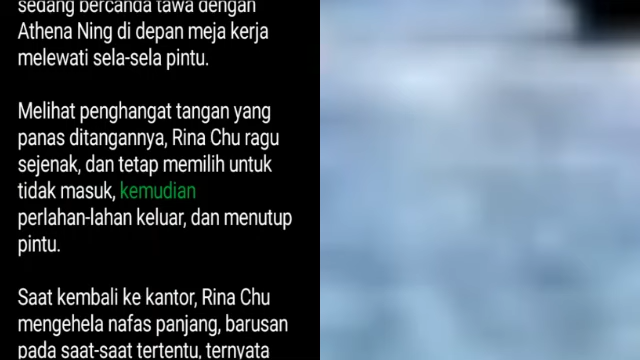 sedang bercanda tawa dengan
Athena Ning di depan meja kerja
melewati sela-sela pintu.
Melihat penghangat tangan yang
panas ditangannya, Rina Chu ragu
sejenak, dan tetap memilih untuk
tidak masuk, kemudian
perlahan-lahan keluar, dan menutup
pintu.
Saat kembali ke kantor, Rina Chu
mengehela nafas panjang, barusan
pada saat-saat tertentu, ternyata